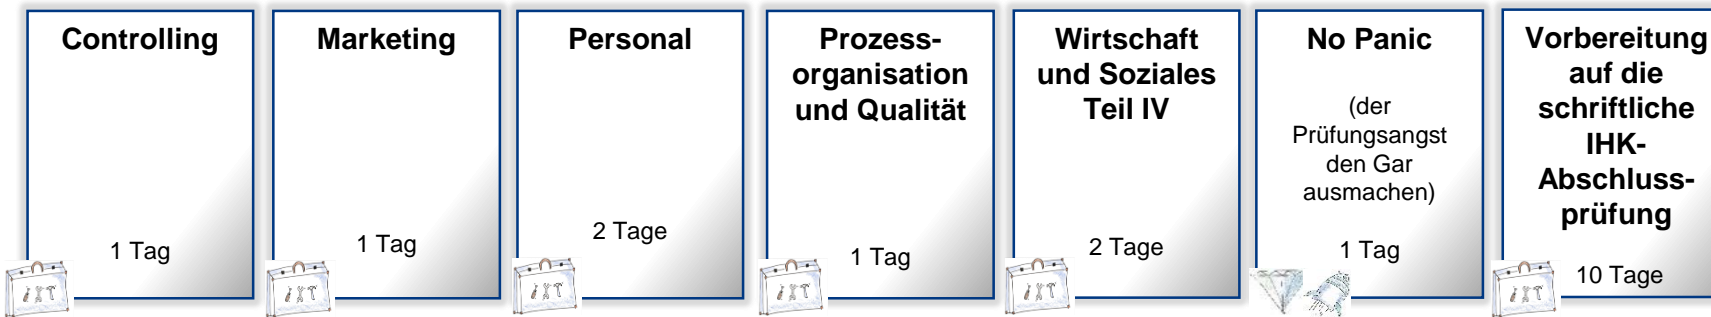 Controlling
1 Tag
Marketing
1 Tag
Personal
2 Tage
Prozess-
organisation
und Qualität
1 Tag
Wirtschaft
und Soziales
Teil IV
2 Tage
No Panic
(der
Prüfungsangst
den Gar
ausmachen)
1 Tag
Vorbereitung
auf die
schriftliche
IHK-
Abschluss-
prüfung
10 Tage